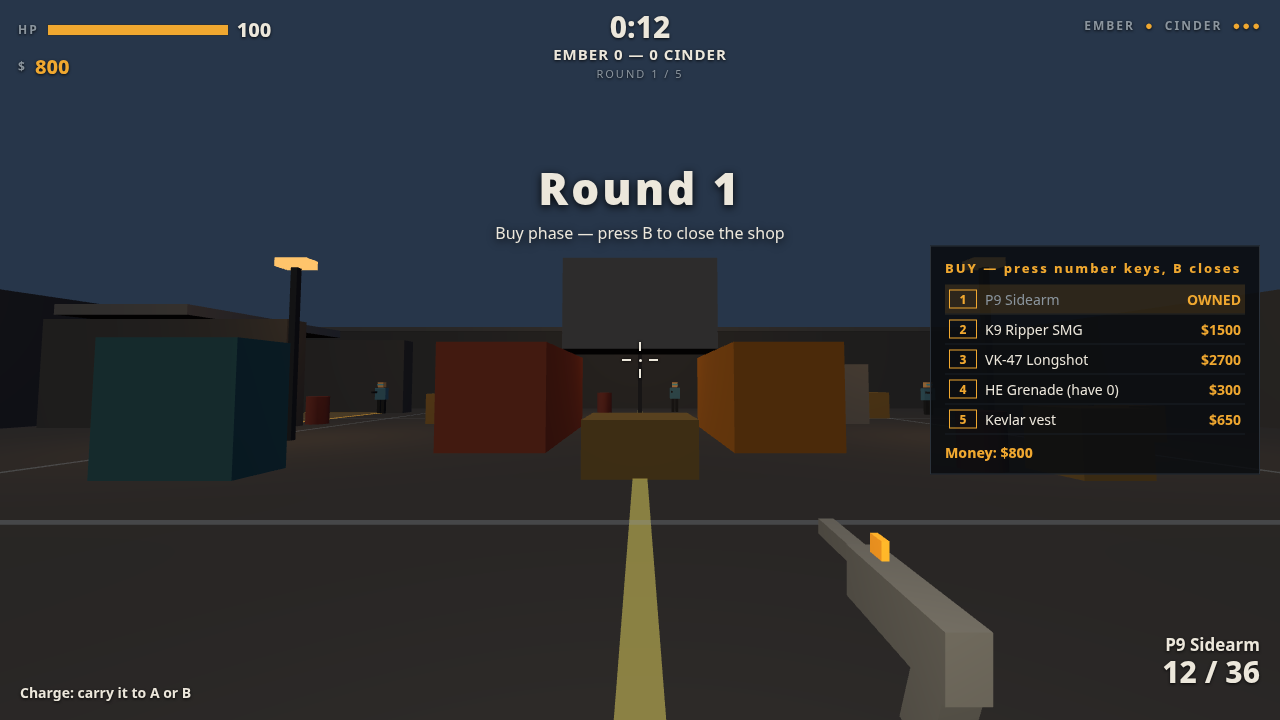 HP 100
$ 800
0:12
EMBER 0 — 0 CINDER
ROUND 1 / 5
EMBER • CINDER •••
Round 1
Buy phase — press B to close the shop
BUY — press number keys, B closes
1 P9 Sidearm OWNED
2 K9 Ripper SMG $1500
3 VK-47 Longshot $2700
4 HE Grenade (have 0) $300
5 Kevlar vest $650
Money: $800
P9 Sidearm
12 / 36
Charge: carry it to A or B